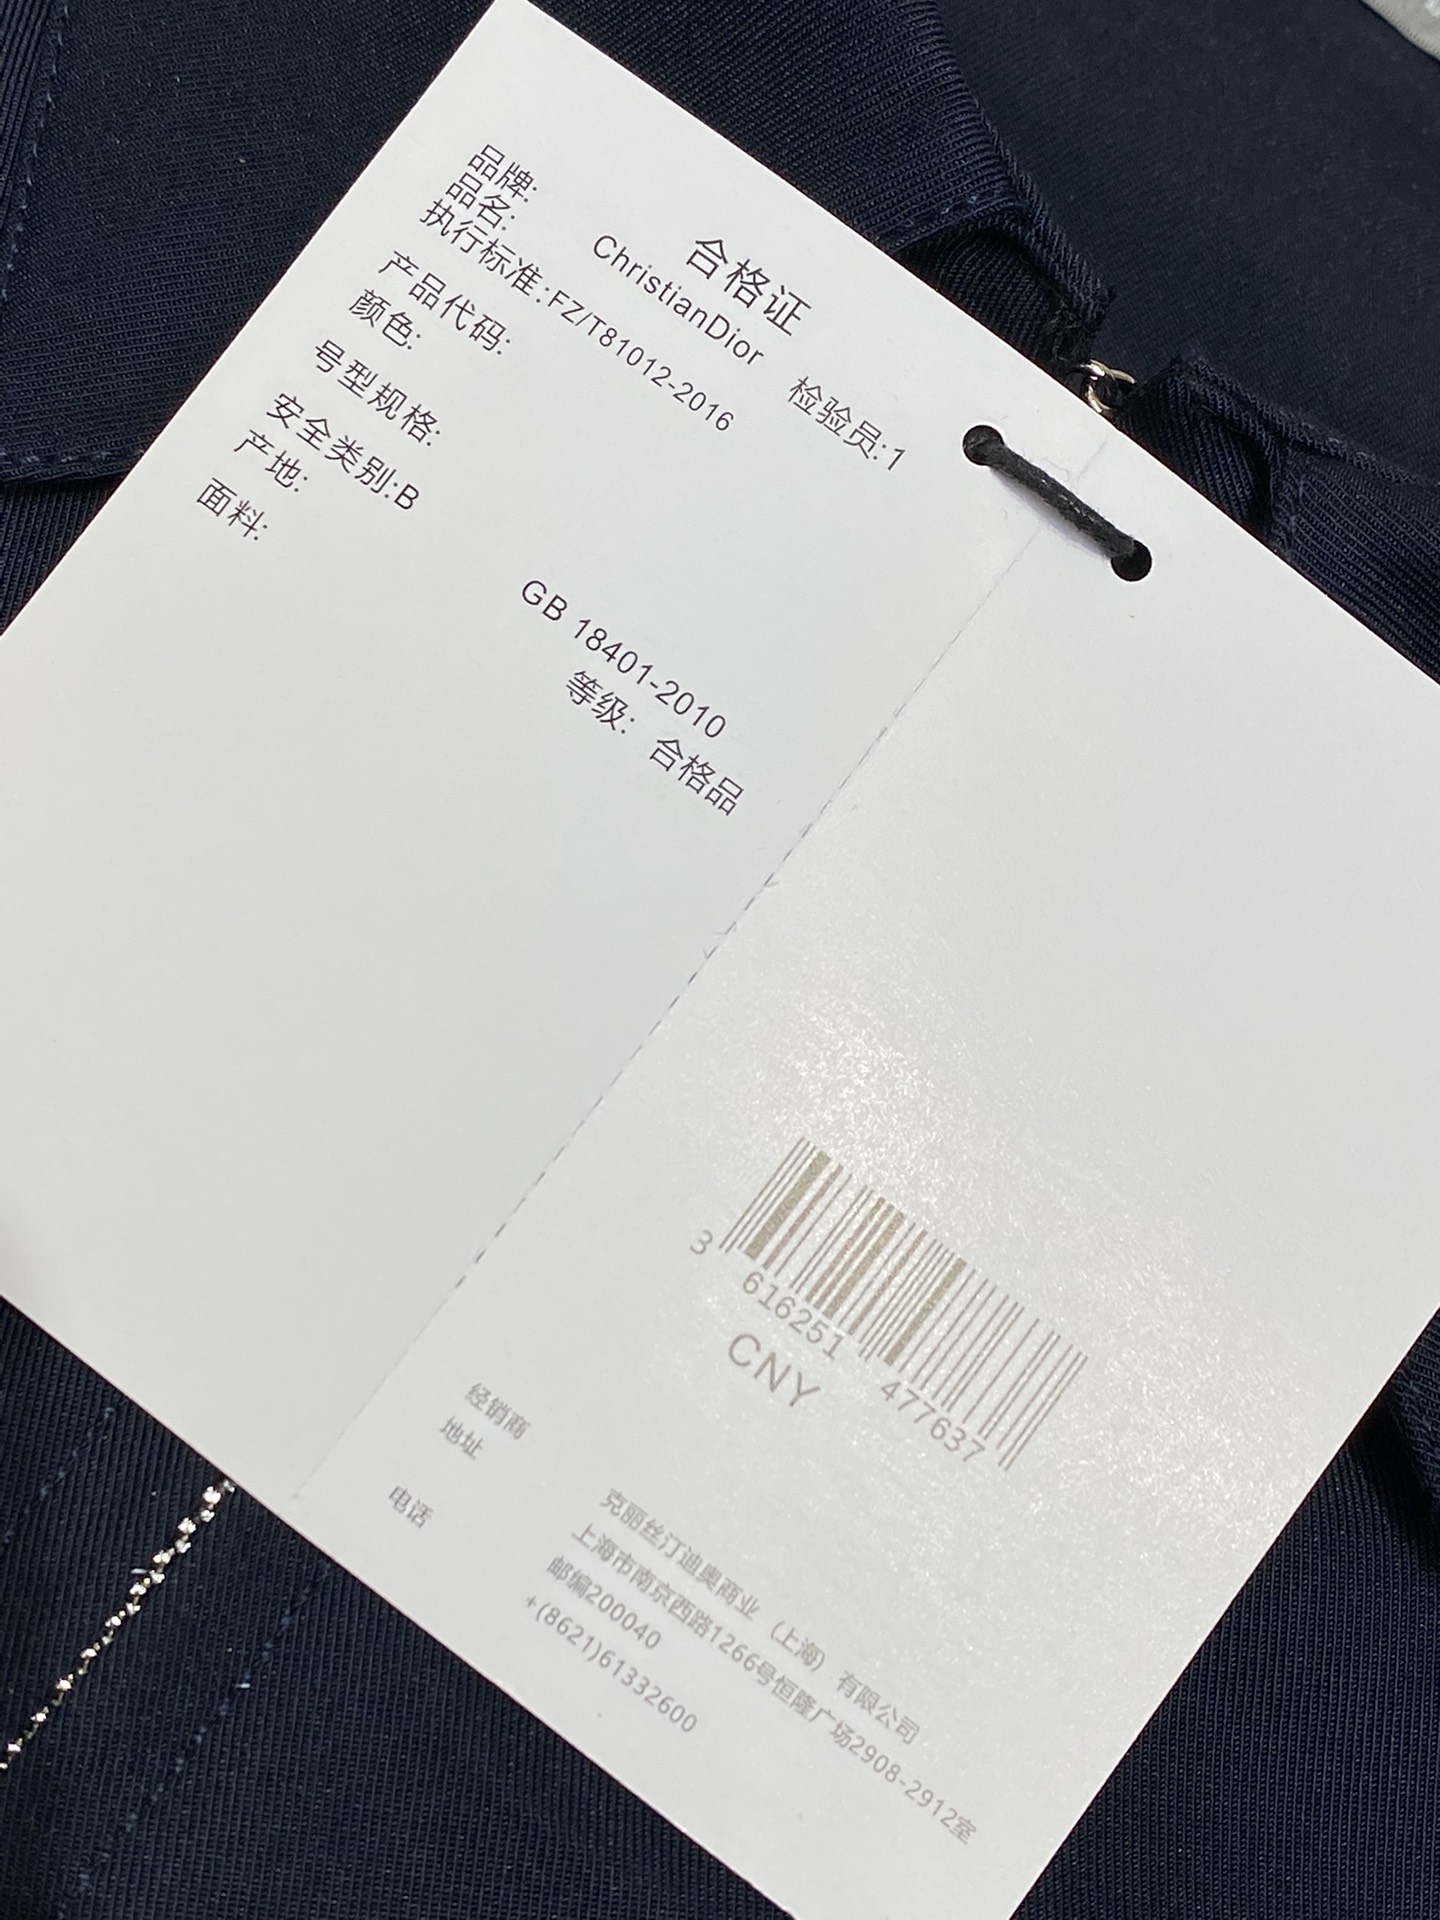 合格证
品牌: ChristianDior 检验员:1
品名:
执行标准:FZ/T81012-2016
产品代码:
颜色:
号型规格:
安全类别:B GB 18401-2010
产地: 等级: 合格品
面料:
3 616251 477637
CNY
经销商 克丽丝汀迪奥商业 (上海) 有限公司
地址 上海市南京西路1266号恒隆广场2908-2912室
邮编200040
电话 +(8621)61332600